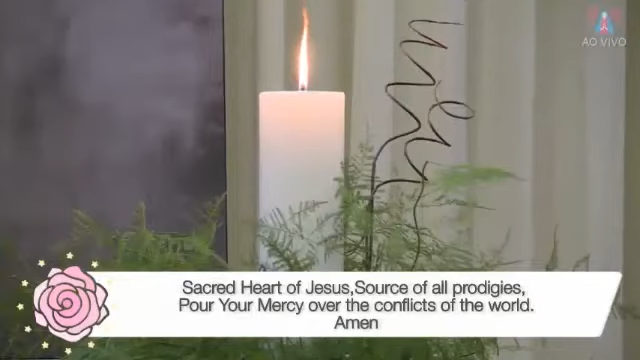 AO VIVO
Sacred Heart of Jesus,Source of all prodigies,
Pour Your Mercy over the conflicts of the world.
Amen